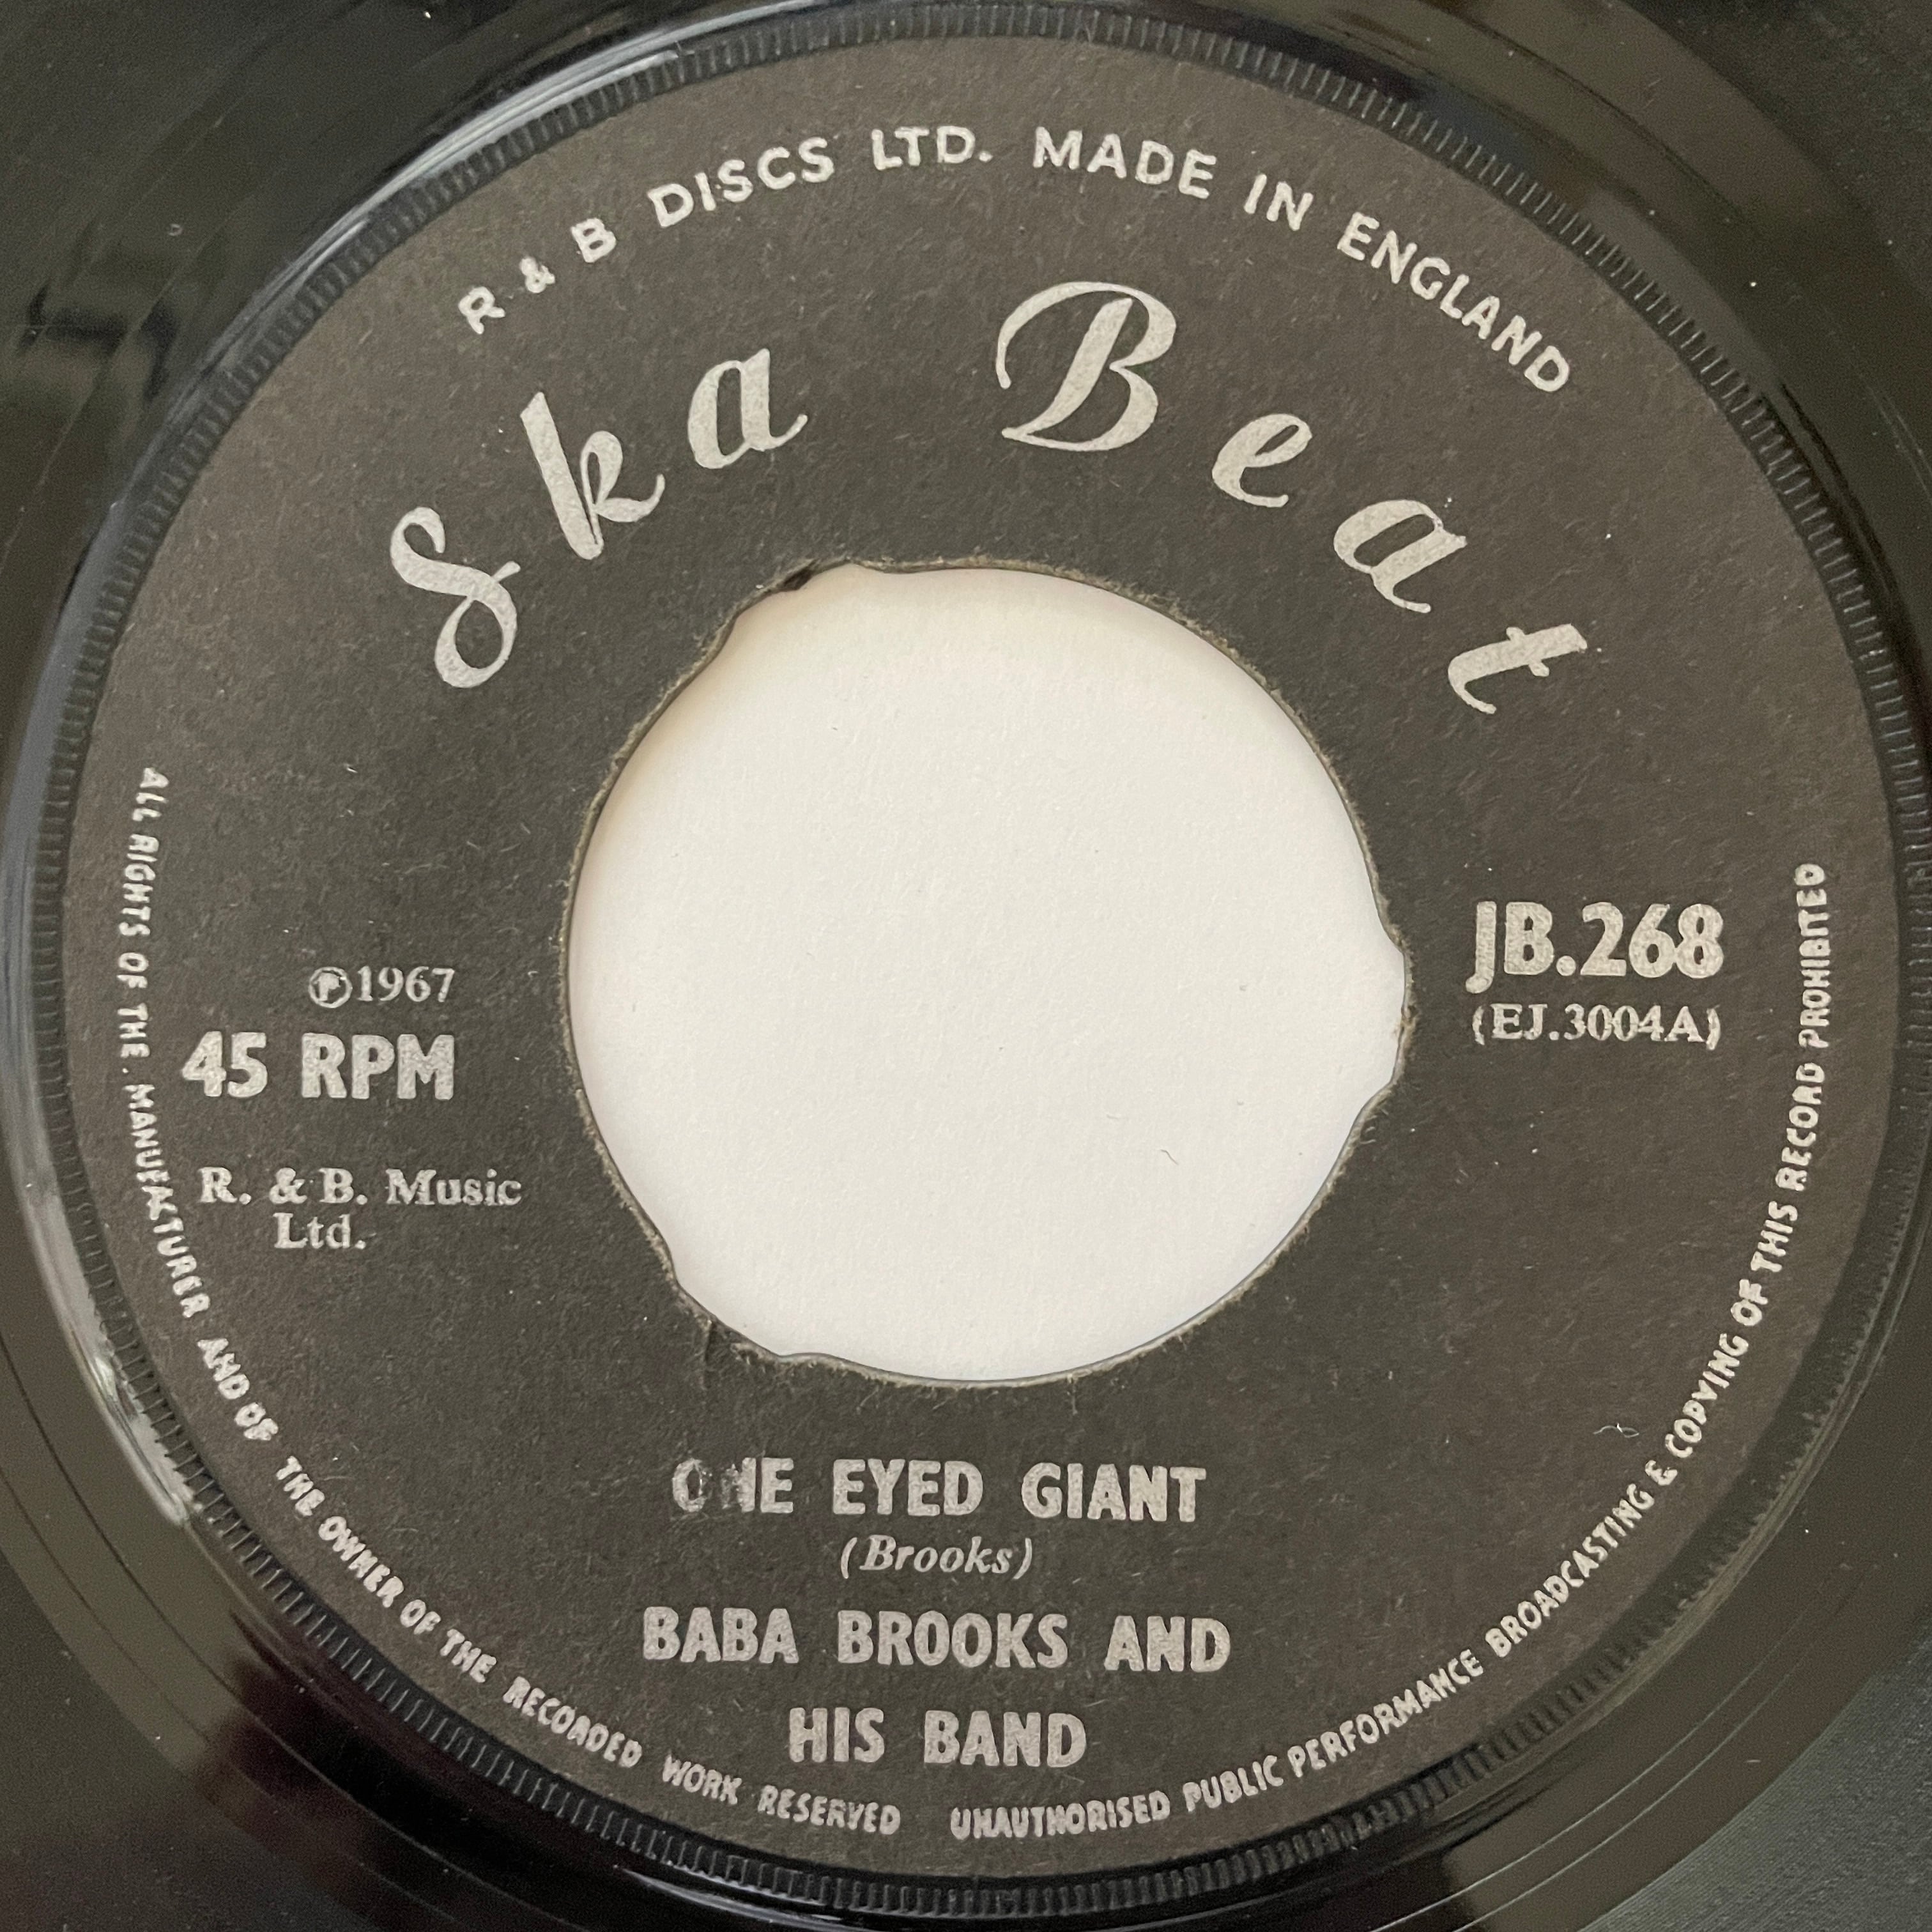 R & B DISCS LTD. MADE IN ENGLAND
Ska Beat
℗1967
45 RPM
R. & B. Music
Ltd.
JB.268
(EJ.3004A)
ONE EYED GIANT
(Brooks)
BABA BROOKS AND
HIS BAND
ALL RIGHTS OF THE MANUFACTURER AND OF THE OWNER OF THE RECORDED WORK RESERVED UNAUTHORISED PUBLIC PERFORMANCE BROADCASTING & COPYING OF THIS RECORD PROHIBITED